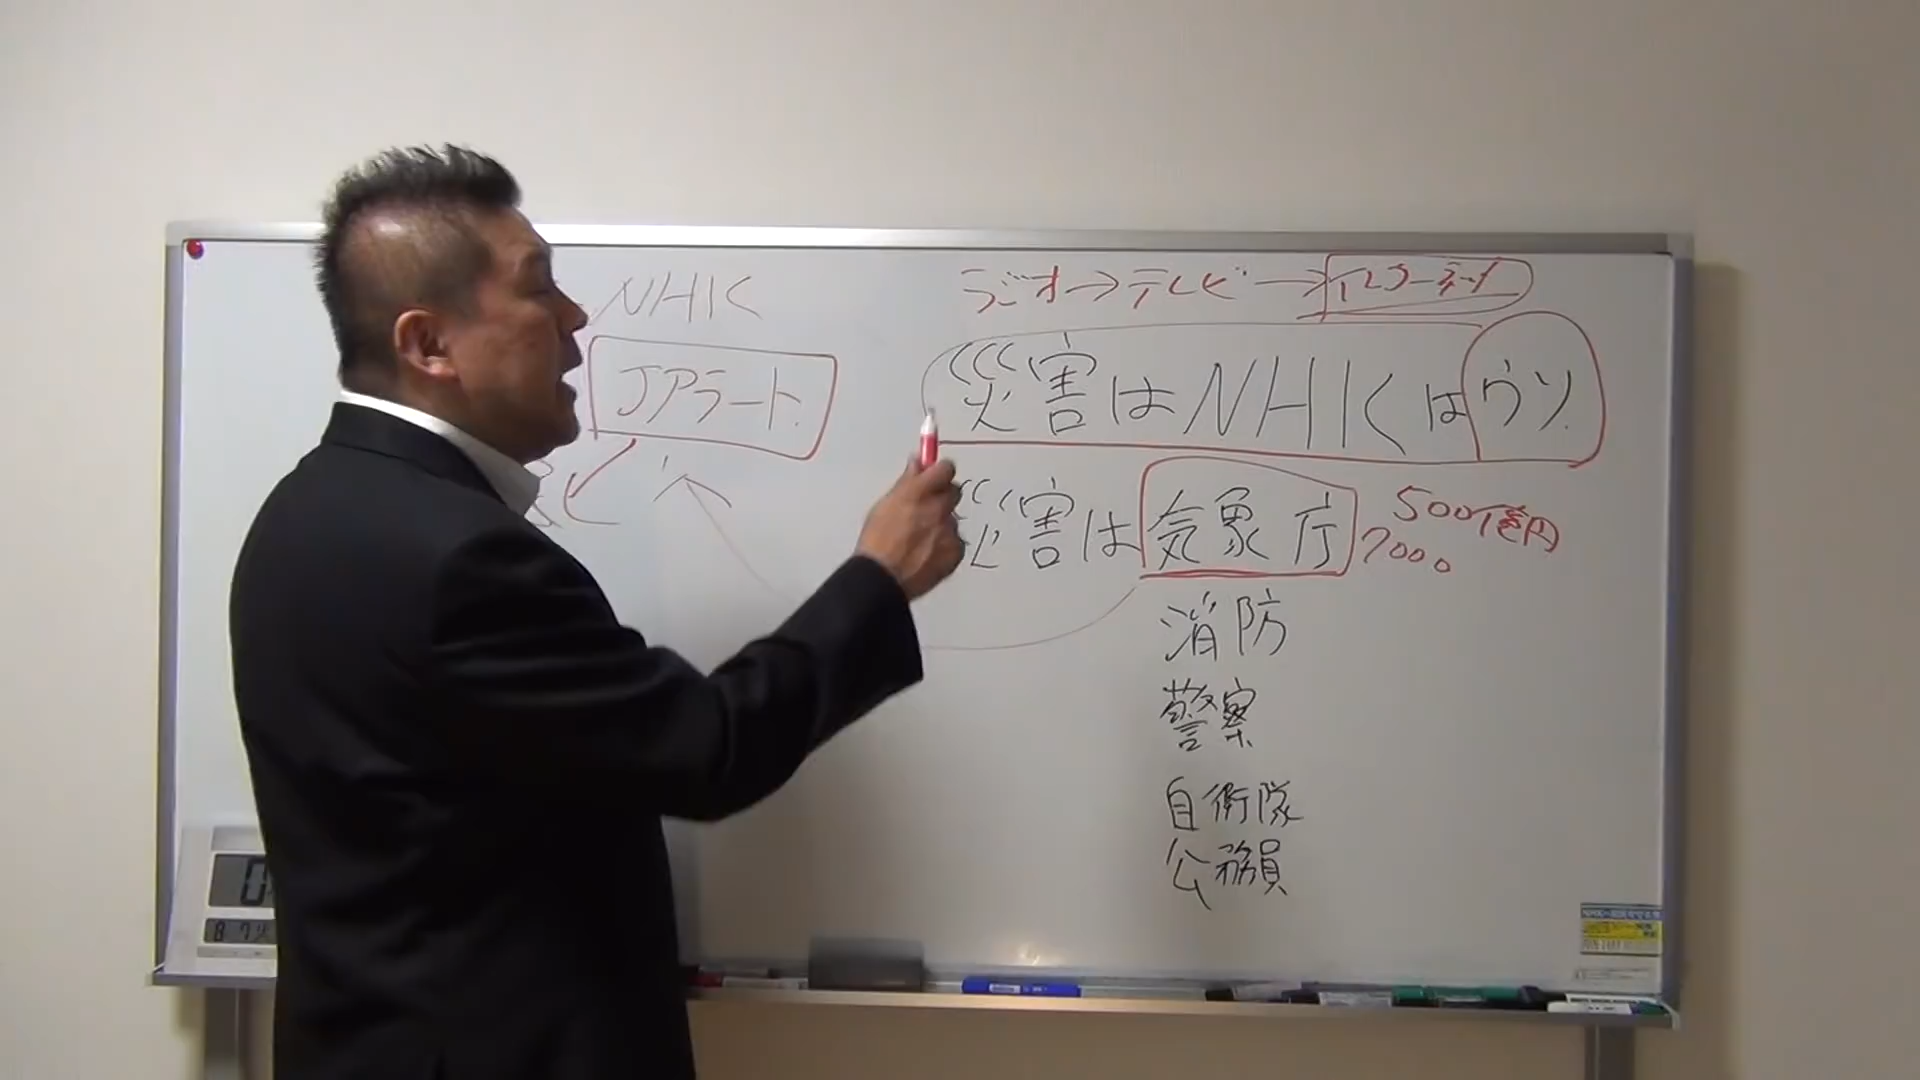 NHK
Jアラート.
ラジオ→テレビ→インターネット
災害はNHKはウソ.
災害は気象庁
500億円
7000
消防
警察
自衛隊
公務員